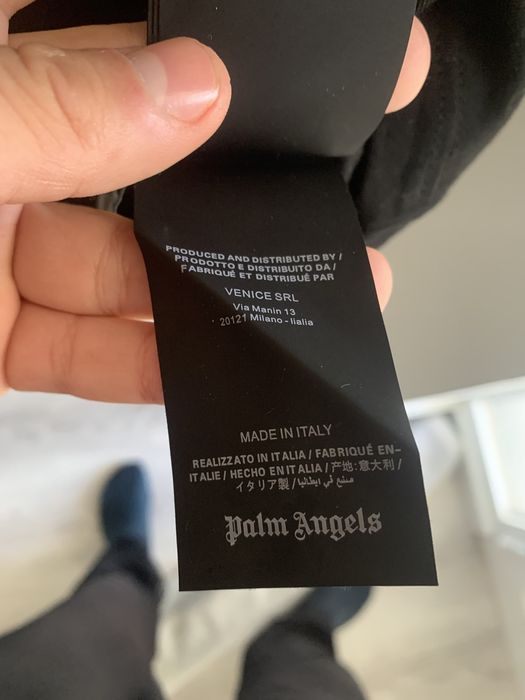 PRODUCED AND DISTRIBUTED BY /
PRODOTTO E DISTRIBUITO DA /
FABRIQUÉ ET DISTRIBUÉ PAR
VENICE SRL
Via Manin 13
20121 Milano - Iialia
MADE IN ITALY
REALIZZATO IN ITALIA / FABRIQUÉ EN-
ITALIE / HECHO EN ITALIA / 产地:意大利 /
イタリア製 / صنع في ايطاليا
Palm Angels